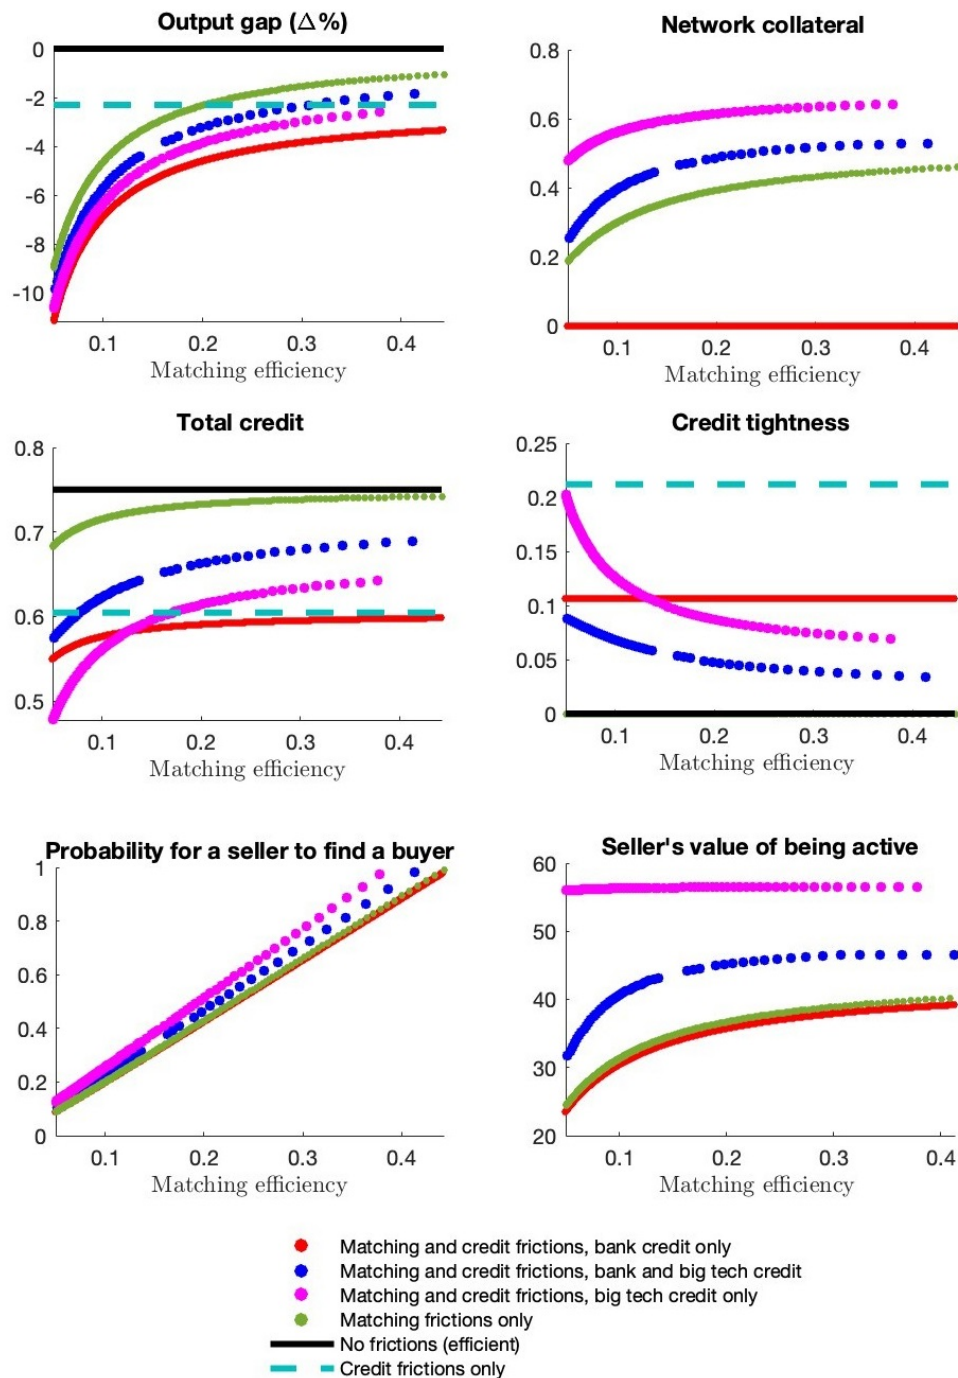 Output gap (Δ%)
0
-2
-4
-6
-8
-10
0.1 0.2 0.3 0.4
Matching efficiency
Network collateral
0.8
0.6
0.4
0.2
0
0.1 0.2 0.3 0.4
Matching efficiency
Total credit
0.8
0.7
0.6
0.5
0.1 0.2 0.3 0.4
Matching efficiency
Credit tightness
0.25
0.2
0.15
0.1
0.05
0
0.1 0.2 0.3 0.4
Matching efficiency
Probability for a seller to find a buyer
1
0.8
0.6
0.4
0.2
0
0.1 0.2 0.3 0.4
Matching efficiency
Seller's value of being active
60
50
40
30
20
0.1 0.2 0.3 0.4
Matching efficiency
Matching and credit frictions, bank credit only
Matching and credit frictions, bank and big tech credit
Matching and credit frictions, big tech credit only
Matching frictions only
No frictions (efficient)
Credit frictions only